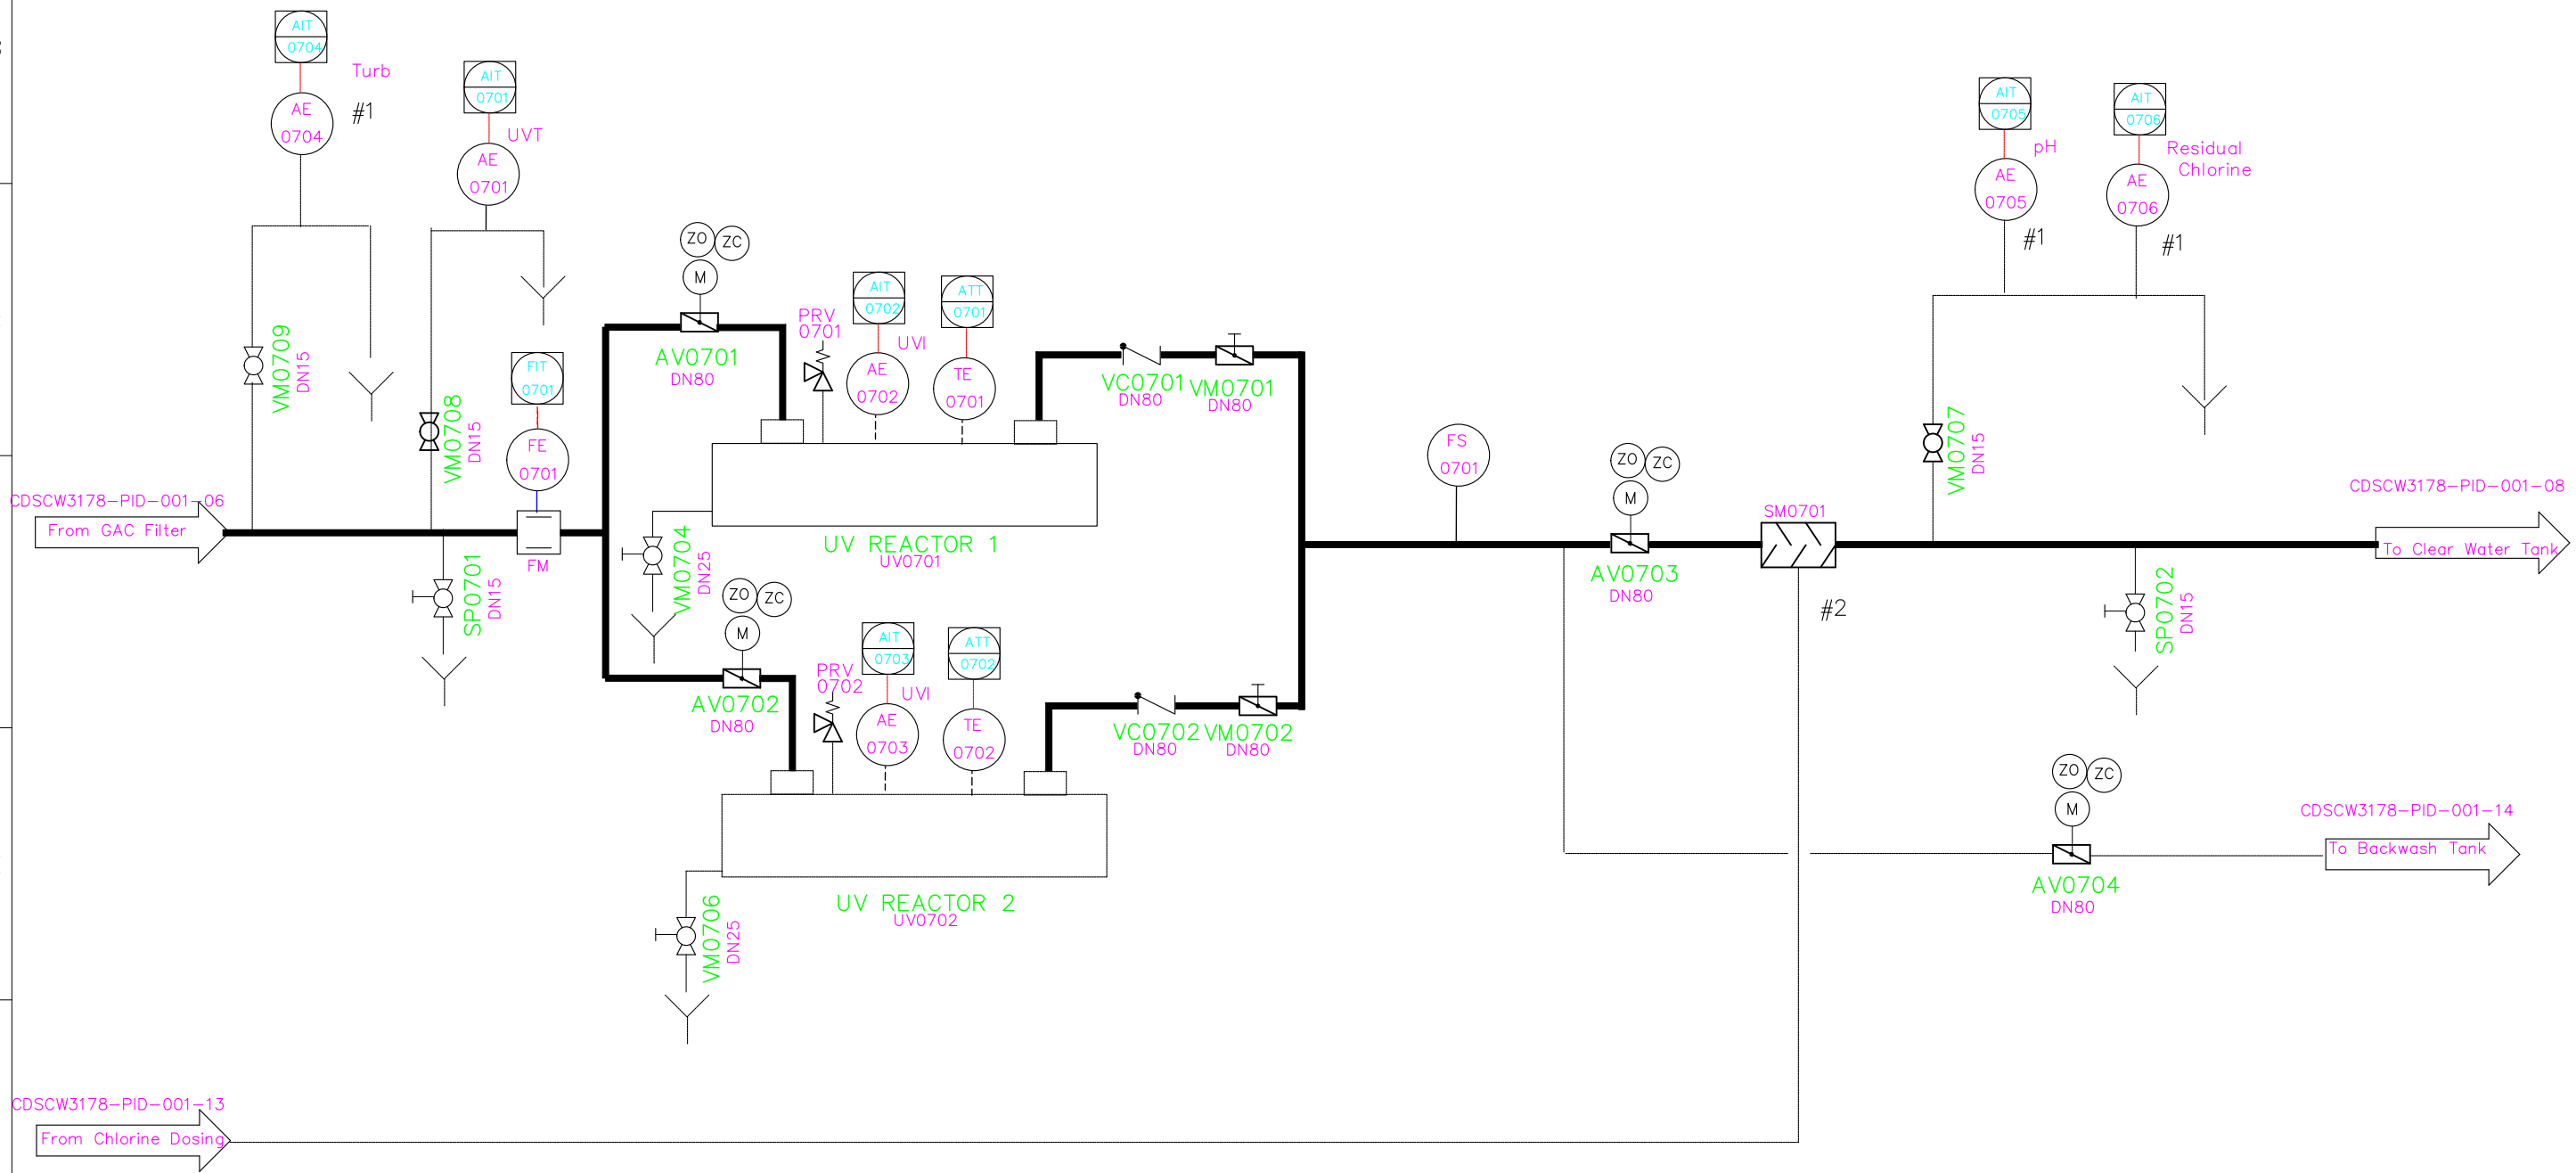 AIT
0704
Turb
AE
0704
#1
AIT
0701
UVT
AE
0701
AIT
0705
pH
AE
0705
#1
AIT
0706
Residual
Chlorine
AE
0706
#1
ZO
ZC
M
AV0701
DN80
PRV
0701
AIT
0702
UVI
AE
0702
ATT
0701
TE
0701
VC0701
DN80
VM0701
DN80
VM0709
DN15
VM0708
DN15
FIT
0701
FE
0701
FM
CDSCW3178-PID-001-06
From GAC Filter
SP0701
DN15
UV REACTOR 1
UV0701
VM0704
DN25
FS
0701
ZO
ZC
M
AV0703
DN80
SM0701
#2
VM0707
DN15
CDSCW3178-PID-001-08
To Clear Water Tank
SP0702
DN15
ZO
ZC
M
AV0702
DN80
PRV
0702
AIT
0703
UVI
AE
0703
ATT
0702
TE
0702
VC0702
DN80
VM0702
DN80
UV REACTOR 2
UV0702
VM0706
DN25
ZO
ZC
M
AV0704
DN80
CDSCW3178-PID-001-14
To Backwash Tank
CDSCW3178-PID-001-13
From Chlorine Dosing